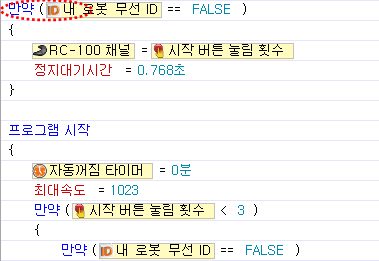 만약 ( ID 내 로봇 무선 ID == FALSE )
{
RC-100 채널 = 시작 버튼 눌림 횟수
정지대기시간 = 0.768초
}
프로그램 시작
{
자동꺼짐 타이머 = 0분
최대속도 = 1023
만약 ( 시작 버튼 눌림 횟수 < 3 )
{
만약 ( ID 내 로봇 무선 ID == FALSE )